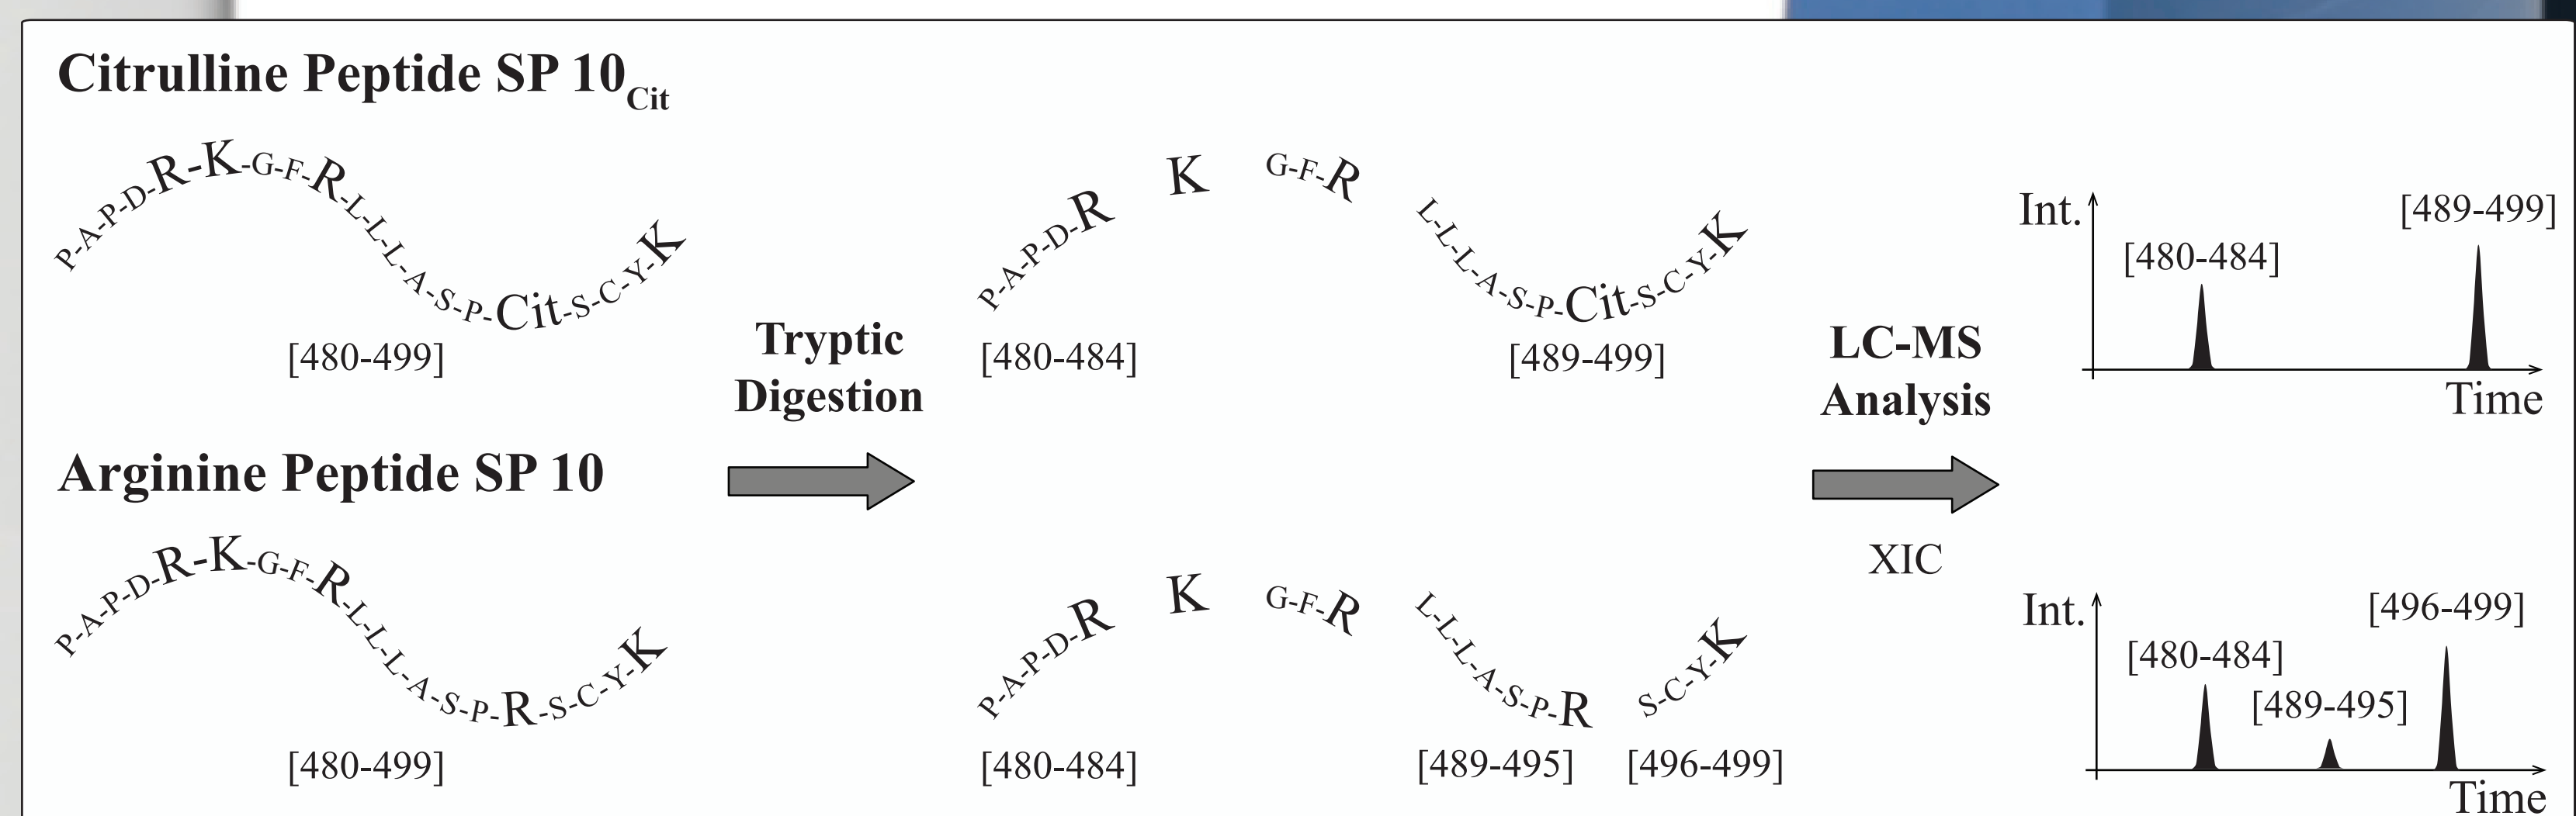 Citrulline Peptide SP 10Cit
P-A-P-D-R-K-G-F-R-L-L-L-A-S-P-Cit-S-C-Y-K
[480-499]
Arginine Peptide SP 10
P-A-P-D-R-K-G-F-R-L-L-L-A-S-P-R-S-C-Y-K
[480-499]
Tryptic
Digestion
P-A-P-D-R K G-F-R L-L-L-A-S-P-Cit-S-C-Y-K
[480-484] [489-499]
P-A-P-D-R K G-F-R L-L-L-A-S-P-R S-C-Y-K
[480-484] [489-495] [496-499]
LC-MS
Analysis
XIC
Int.
[480-484]
[489-499]
Time
Int.
[480-484]
[489-495]
[496-499]
Time